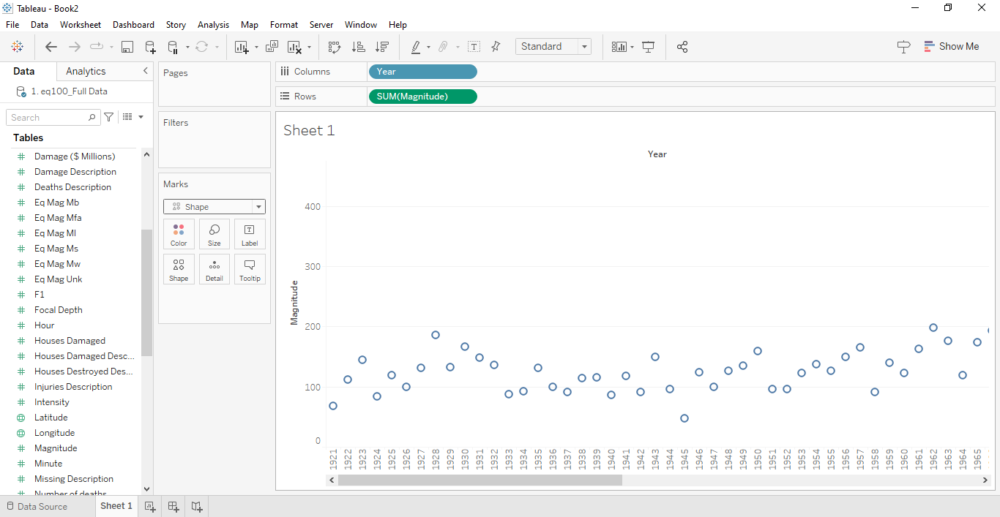 Tableau - Book2
File Data Worksheet Dashboard Story Analysis Map Format Server Window Help
Standard
Show Me
Data Analytics
1. eq100_Full Data
Search
Tables
Damage ($ Millions)
Damage Description
Deaths Description
Eq Mag Mb
Eq Mag Mfa
Eq Mag Ml
Eq Mag Ms
Eq Mag Mw
Eq Mag Unk
F1
Focal Depth
Hour
Houses Damaged
Houses Damaged Desc...
Houses Destroyed Des...
Injuries Description
Intensity
Latitude
Longitude
Magnitude
Minute
Missing Description
Number of deaths
Pages
Filters
Marks
Shape
Color Size Label
T
Shape Detail Tooltip
Columns Year
Rows SUM(Magnitude)
Sheet 1
Year
Magnitude
400
300
200
100
0
1921 1922 1923 1924 1925 1926 1927 1928 1929 1930 1931 1932 1933 1934 1935 1936 1937 1938 1939 1940 1941 1942 1943 1944 1945 1946 1947 1948 1949 1950 1951 1952 1953 1954 1955 1956 1957 1958 1959 1960 1961 1962 1963 1964 1965
Data Source Sheet 1